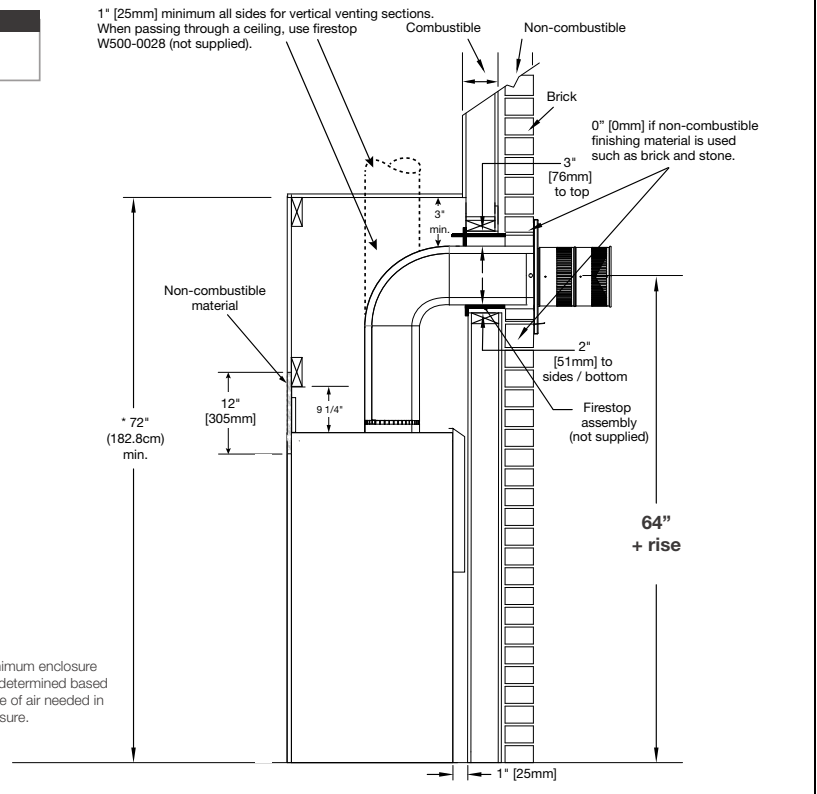 1" [25mm] minimum all sides for vertical venting sections.
When passing through a ceiling, use firestop
W500-0028 (not supplied).
Combustible
Non-combustible
Brick
0” [0mm] if non-combustible
finishing material is used
such as brick and stone.
3"
[76mm]
to top
3"
min.
Non-combustible
material
2"
[51mm] to
sides / bottom
12"
[305mm]
9 1/4"
Firestop
assembly
(not supplied)
* 72"
(182.8cm)
min.
64”
+ rise
enclosure
determined based
of air needed in
1" [25mm]